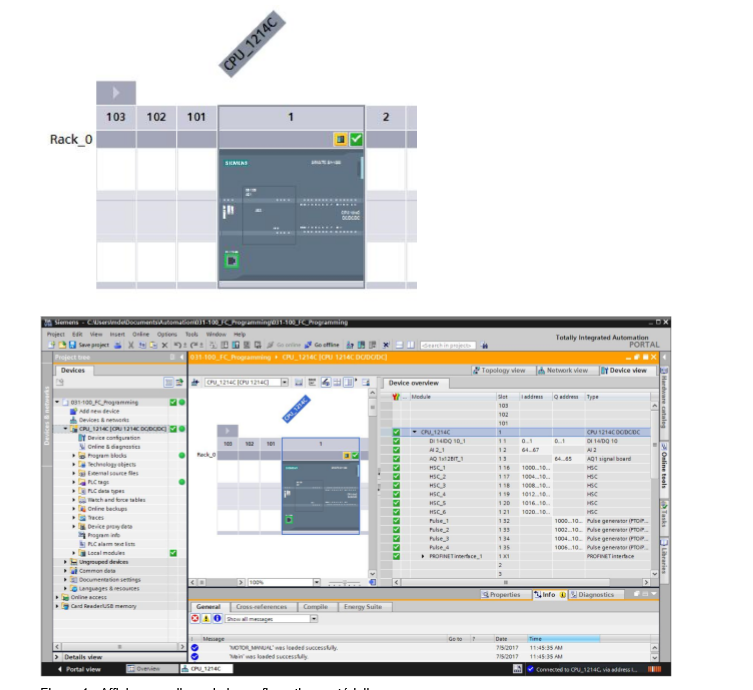 CPU_1214C
103 102 101 1 2
Rack_0
SIEMENS
Siemens - C:\Users\mde\Documents\Automation\031-100_FC_Programming\031-100_FC_Programming
Project Edit View Insert Online Options Tools Window Help
Totally Integrated Automation
PORTAL
Save project Go online Go offline <Search in project>
Project tree
031-100_FC_Programming CPU_1214C [CPU 1214C DC/DC/DC]
Devices
Topology view Network view Device view
CPU_1214C [CPU 1214C]
Device overview
Module Slot I address Q address Type
031-100_FC_Programming
Add new device
Devices & networks
CPU_1214C [CPU 1214C DC/DC/DC]
Device configuration
Online & diagnostics
Program blocks
Technology objects
External source files
PLC tags
PLC data types
Watch and force tables
Online backups
Traces
Device proxy data
Program info
PLC alarm text lists
Local modules
Ungrouped devices
Common data
Documentation settings
Languages & resources
Online access
Card Reader/USB memory
CPU_1214C
103 102 101 1
Rack_0
100%
103
102
101
CPU_1214C 1 CPU 1214C DC/DC/DC
DI 14/DQ 10_1 1 1 0...1 0...1 DI 14/DQ 10
AI 2_1 1 2 64...67 AI 2
AQ 1x12BIT_1 1 3 64...65 AQ1 signal board
HSC_1 1 16 1000...10... HSC
HSC_2 1 17 1004...10... HSC
HSC_3 1 18 1008...10... HSC
HSC_4 1 19 1012...10... HSC
HSC_5 1 20 1016...10... HSC
HSC_6 1 21 1020...10... HSC
Pulse_1 1 32 1000...10... Pulse generator (PTO/P...
Pulse_2 1 33 1002...10... Pulse generator (PTO/P...
Pulse_3 1 34 1004...10... Pulse generator (PTO/P...
Pulse_4 1 35 1006...10... Pulse generator (PTO/P...
PROFINET interface_1 1 X1 PROFINET interface
2
3
Devices & networks
Hardware catalog
Online tools
Tasks
Libraries
Properties Info Diagnostics
General Cross-references Compile Energy Suite
Show all messages
Message Go to ? Date Time
'MOTOR_MANUAL' was loaded successfully. 7/5/2017 11:45:35 AM
'Main' was loaded successfully. 7/5/2017 11:45:35 AM
Details view
Portal view Overview CPU_1214C Connected to CPU_1214C, via address i...